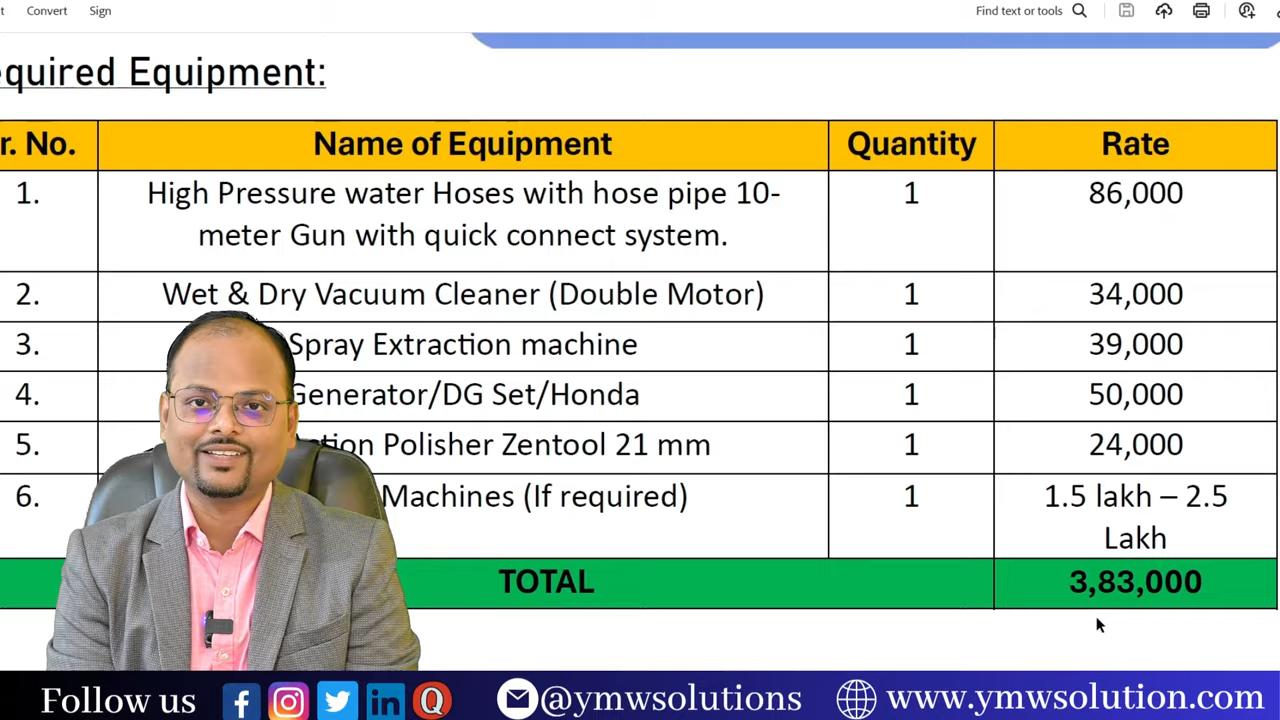 Convert Sign Find text or tools
equired Equipment:
r. No. Name of Equipment Quantity Rate
1. High Pressure water Hoses with hose pipe 10- 1 86,000
meter Gun with quick connect system.
2. Wet & Dry Vacuum Cleaner (Double Motor) 1 34,000
3. Spray Extraction machine 1 39,000
4. Generator/DG Set/Honda 1 50,000
5. Polisher Zentool 21 mm 1 24,000
6. Machines (If required) 1 1.5 lakh – 2.5
Lakh
TOTAL 3,83,000
Follow us @ymwsolutions www.ymwsolution.com